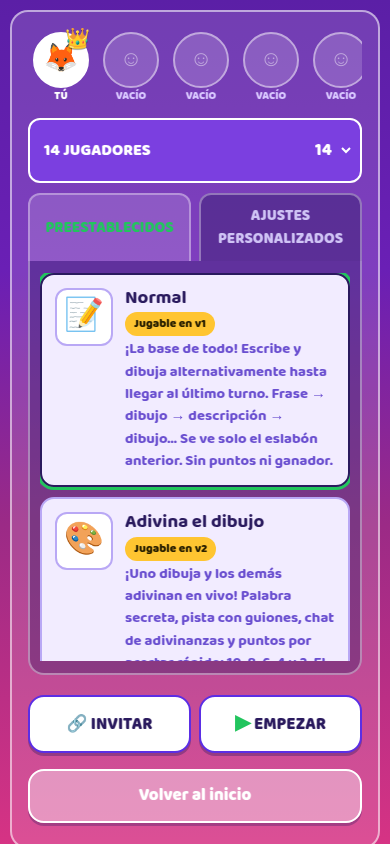 TÚ VACÍO VACÍO VACÍO VACÍO
14 JUGADORES 14
PREESTABLECIDOS
AJUSTES
PERSONALIZADOS
Normal
Jugable en v1
¡La base de todo! Escribe y
dibuja alternativamente hasta
llegar al último turno. Frase →
dibujo → descripción →
dibujo... Se ve solo el eslabón
anterior. Sin puntos ni ganador.
Adivina el dibujo
Jugable en v2
¡Uno dibuja y los demás
adivinan en vivo! Palabra
secreta, pista con guiones, chat
de adivinanzas y puntos por
INVITAR
EMPEZAR
Volver al inicio